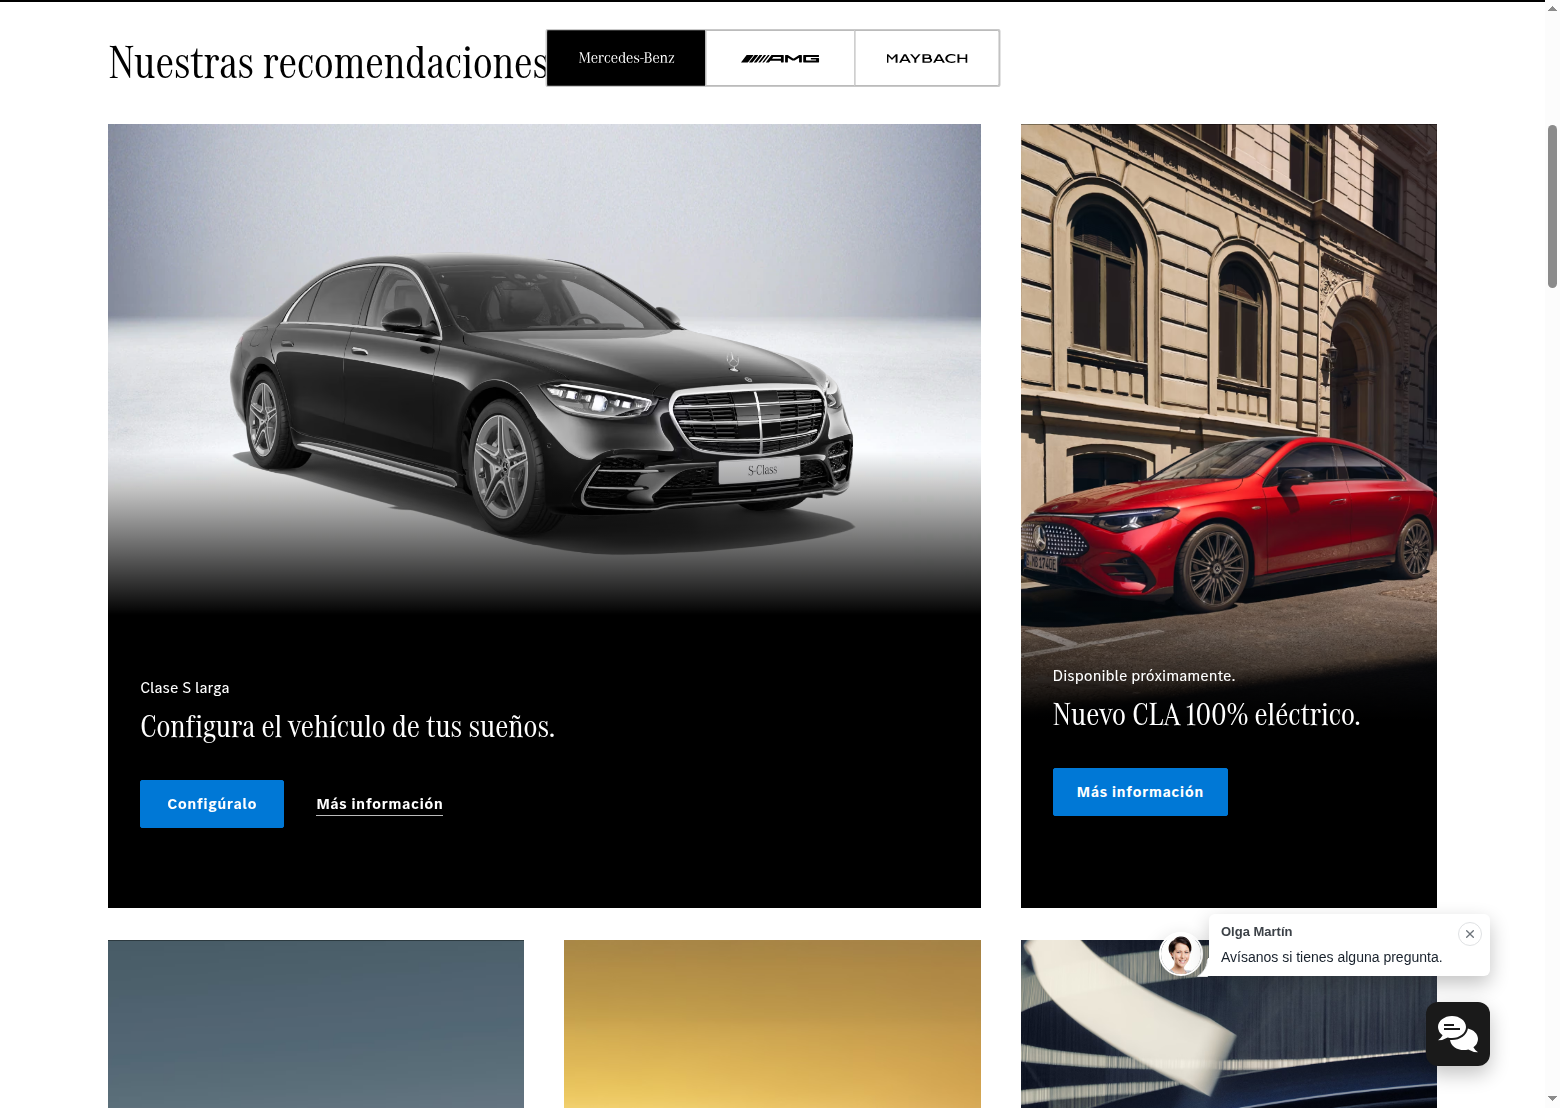 Nuestras recomendaciones
Mercedes-Benz
AMG
MAYBACH
S-Class
Clase S larga
Configura el vehículo de tus sueños.
Configúralo
Más información
Disponible próximamente.
Nuevo CLA 100% eléctrico.
Más información
Olga Martín
Avísanos si tienes alguna pregunta.